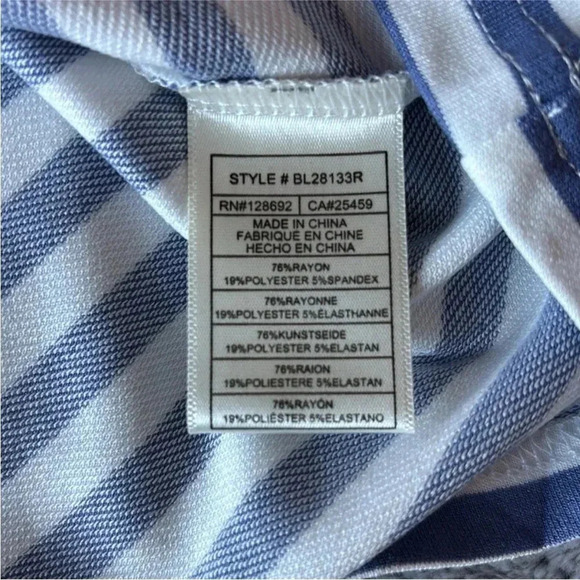 STYLE # BL28133R
RN#128692 CA#25459
MADE IN CHINA
FABRIQUE EN CHINE
HECHO EN CHINA
76%RAYON
19%POLYESTER 5%SPANDEX
76%RAYONNE
19%POLYESTER 5%ÉLASTHANNE
76%KUNSTSEIDE
19%POLYESTER 5%ELASTAN
76%RAION
19%POLIESTERE 5%ELASTAN
76%RAYÓN
19%POLIÉSTER 5%ELASTANO